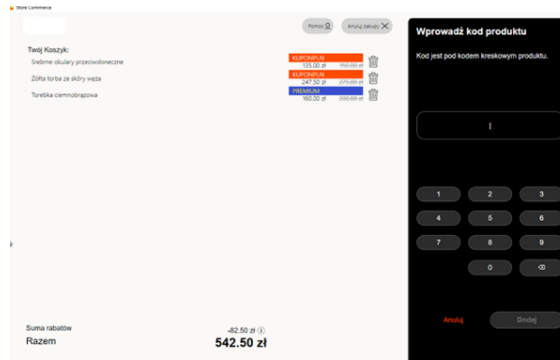 Store Commerce
Pomoc
Anuluj zakupy
Twój Koszyk:
Srebrne okulary przeciwsłoneczne
KUPONPLN
135.00 zł 150.00 zł
Żółta torba ze skóry węża
KUPONPLN
247.50 zł 275.00 zł
Torebka ciemnobrązowa
PREMIUM
160.00 zł 200.00 zł
Suma rabatów
-82,50 zł
Razem
542.50 zł
Wprowadź kod produktu
Kod jest pod kodem kreskowym produktu.
1 2 3
4 5 6
7 8 9
0
Anuluj
Dodaj